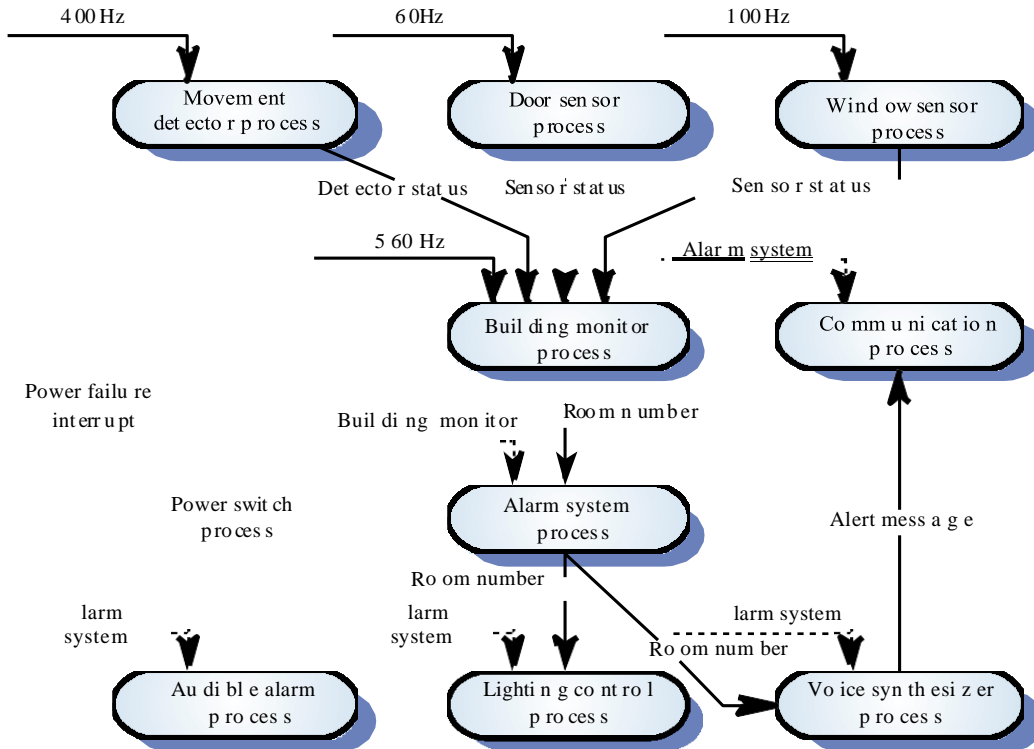 400Hz
60Hz
100Hz
Movement
detector process
Door sensor
process
Window sensor
process
Detector status
Sensor status
Sensor status
560Hz
Alarm system
Building monitor
process
Communication
process
Power failure
interrupt
Building monitor
Room number
Power switch
process
Alarm system
process
Alert message
Room number
larm
system
larm
system
larm system
Room number
Audible alarm
process
Lighting control
process
Voice synthesizer
process